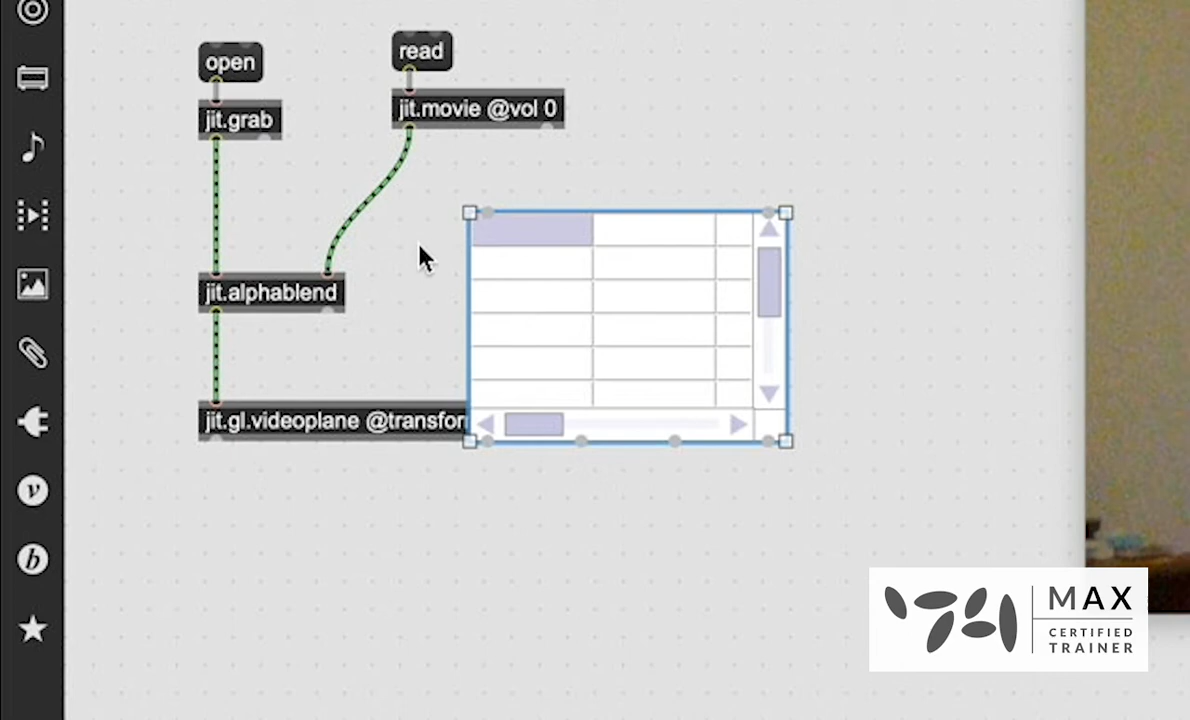 open
read
jit.grab
jit.movie @vol 0
jit.alphablend
jit.gl.videoplane @transfor
MAX
CERTIFIED
TRAINER